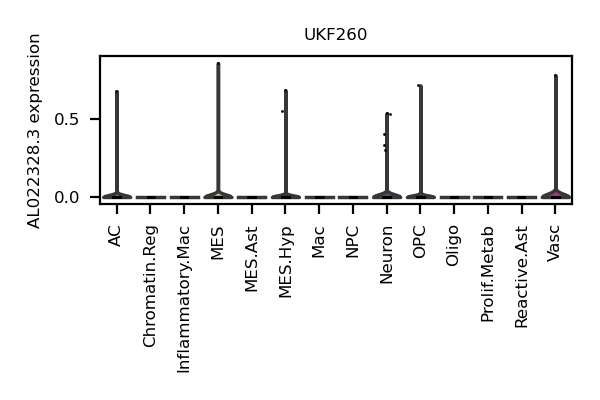 UKF260
AL022328.3 expression
0.5
0.0
AC
Chromatin.Reg
Inflammatory.Mac
MES
MES.Ast
MES.Hyp
Mac
NPC
Neuron
OPC
Oligo
Prolif.Metab
Reactive.Ast
Vasc